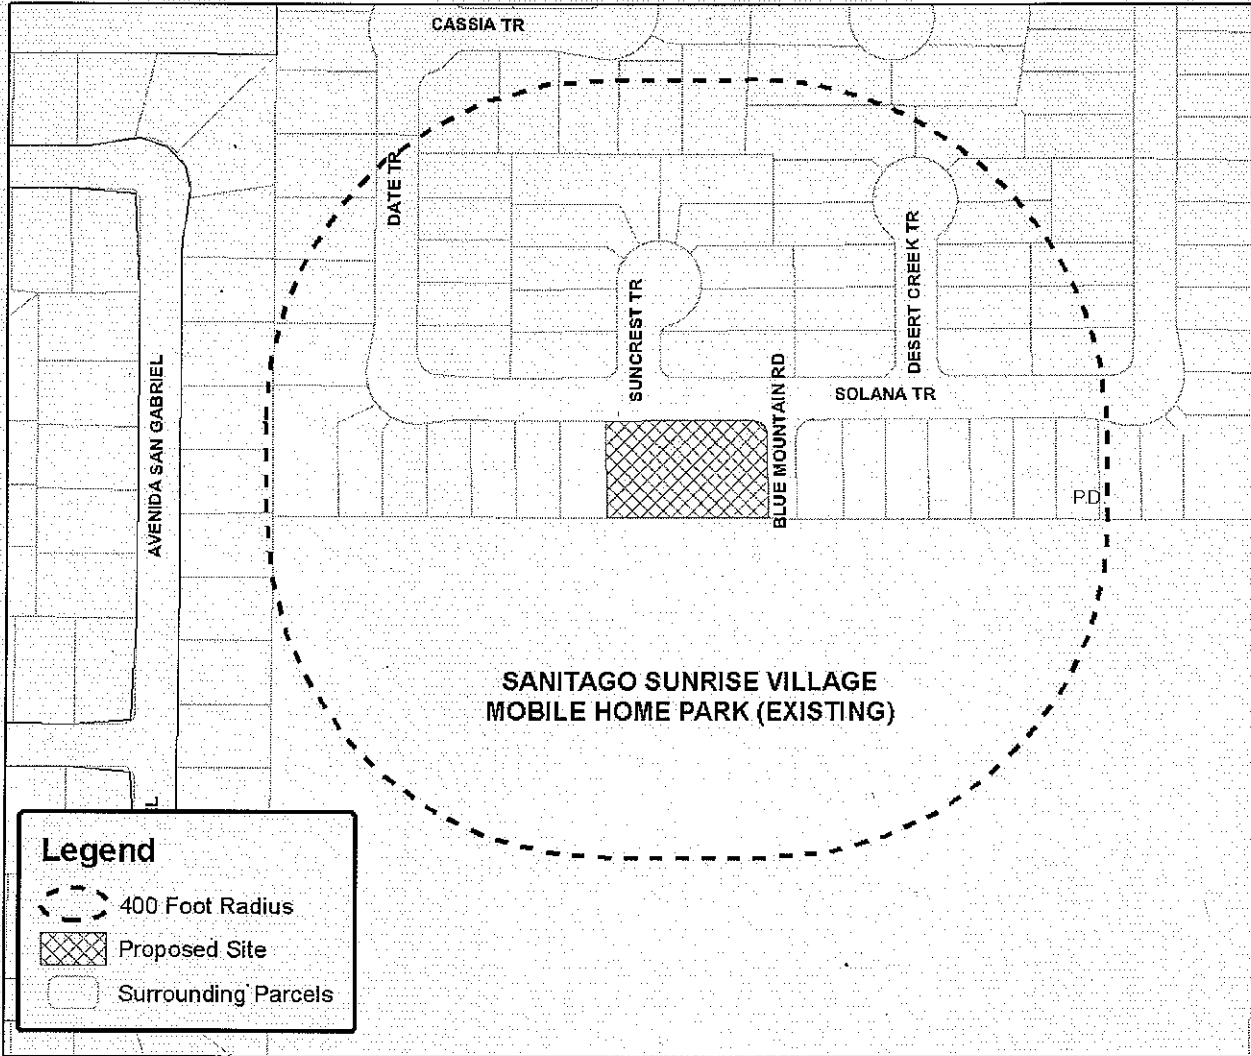 CASSIA TR
DATE TR
SUNCREST TR
DESERT CREEK TR
BLUE MOUNTAIN RD
SOLANA TR
AVENIDA SAN GABRIEL
PD
SANITAGO SUNRISE VILLAGE
MOBILE HOME PARK (EXISTING)
Legend
400 Foot Radius
Proposed Site
Surrounding Parcels